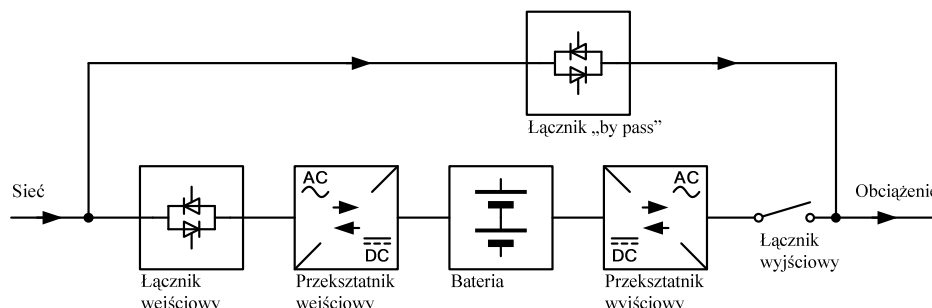 Łącznik „by pass”
Sieć
AC
AC
Obciążenie
DC
DC
Łącznik
wyjściowy
Łącznik
wejściowy
Przekształtnik
wejściowy
Bateria
Przekształtnik
wyjściowy